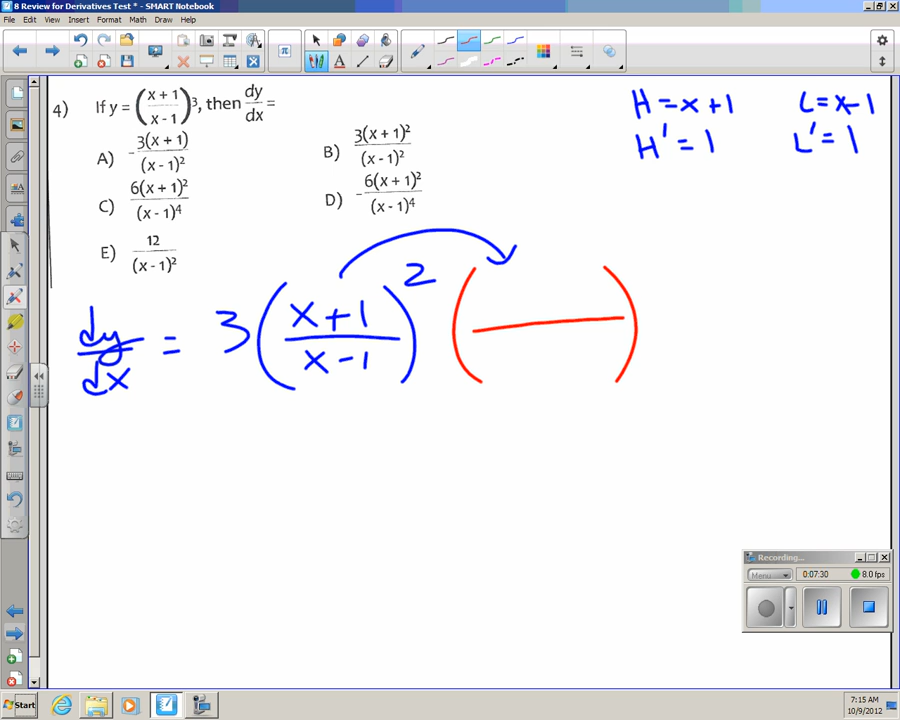 8 Review for Derivatives Test * - SMART Notebook
File Edit View Insert Format Math Draw Help
4) If y = (x + 1 / x - 1)³, then dy/dx =
A) - 3(x + 1) / (x - 1)²
B) 3(x + 1)² / (x - 1)²
C) 6(x + 1)² / (x - 1)⁴
D) - 6(x + 1)² / (x - 1)⁴
E) 12 / (x - 1)²
H = x + 1 L = x - 1
H' = 1 L' = 1
dy/dx = 3 (x + 1 / x - 1)² ( )
Recording...
Menu 0:07:30 8.0 fps
Start
7:15 AM
10/9/2012